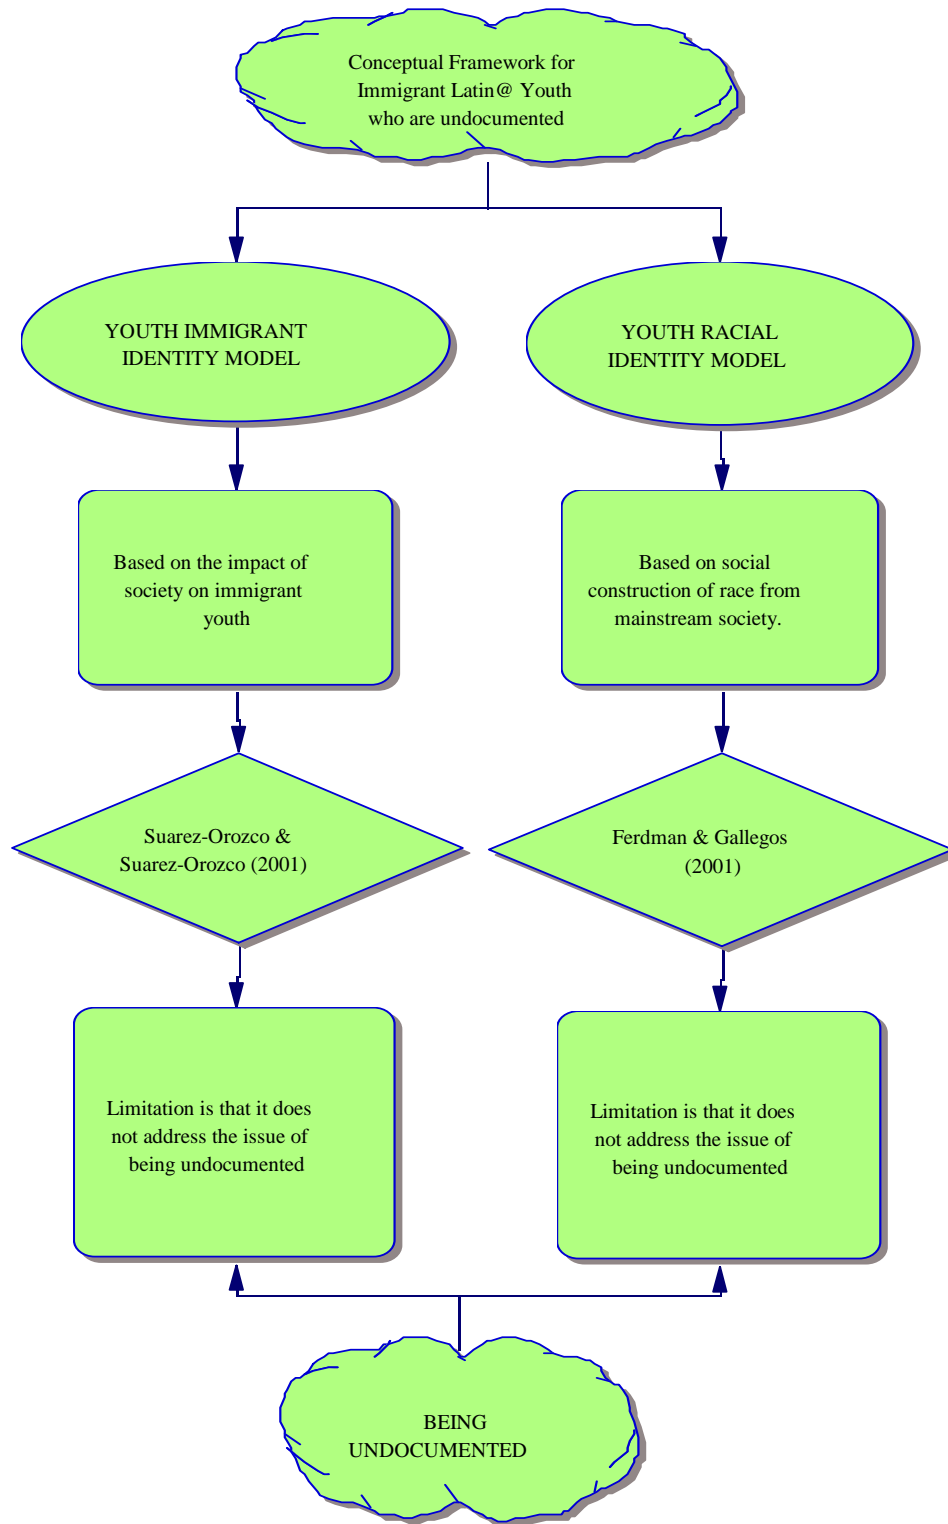 Conceptual Framework for
Immigrant Latin@ Youth
who are undocumented
YOUTH IMMIGRANT
IDENTITY MODEL
YOUTH RACIAL
IDENTITY MODEL
Based on the impact of
society on immigrant
youth
Based on social
construction of race from
mainstream society.
Suarez-Orozco &
Suarez-Orozco (2001)
Ferdman & Gallegos
(2001)
Limitation is that it does
not address the issue of
being undocumented
Limitation is that it does
not address the issue of
being undocumented
BEING
UNDOCUMENTED